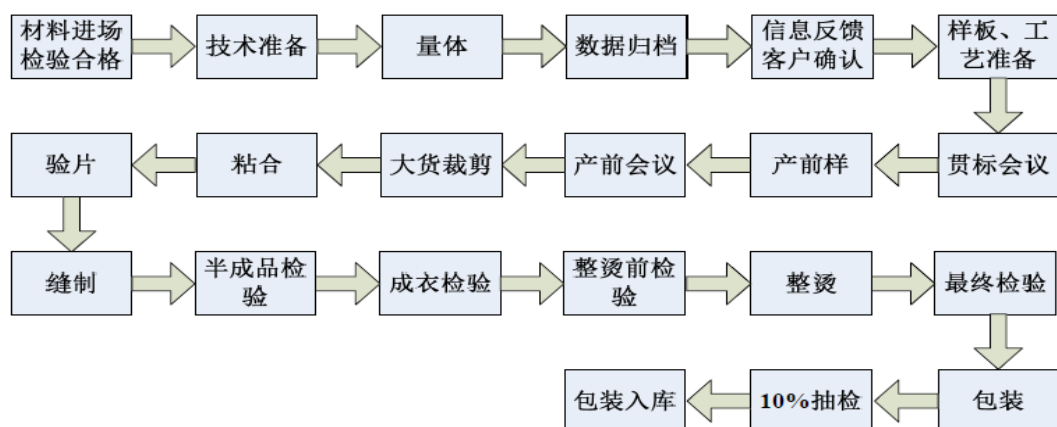 材料进场
检验合格
技术准备
量体
数据归档
信息反馈
客户确认
样板、工
艺准备
贯标会议
产前样
产前会议
大货裁剪
粘合
验片
缝制
半成品检
验
成衣检验
整烫前检
验
整烫
最终检验
包装
10%抽检
包装入库